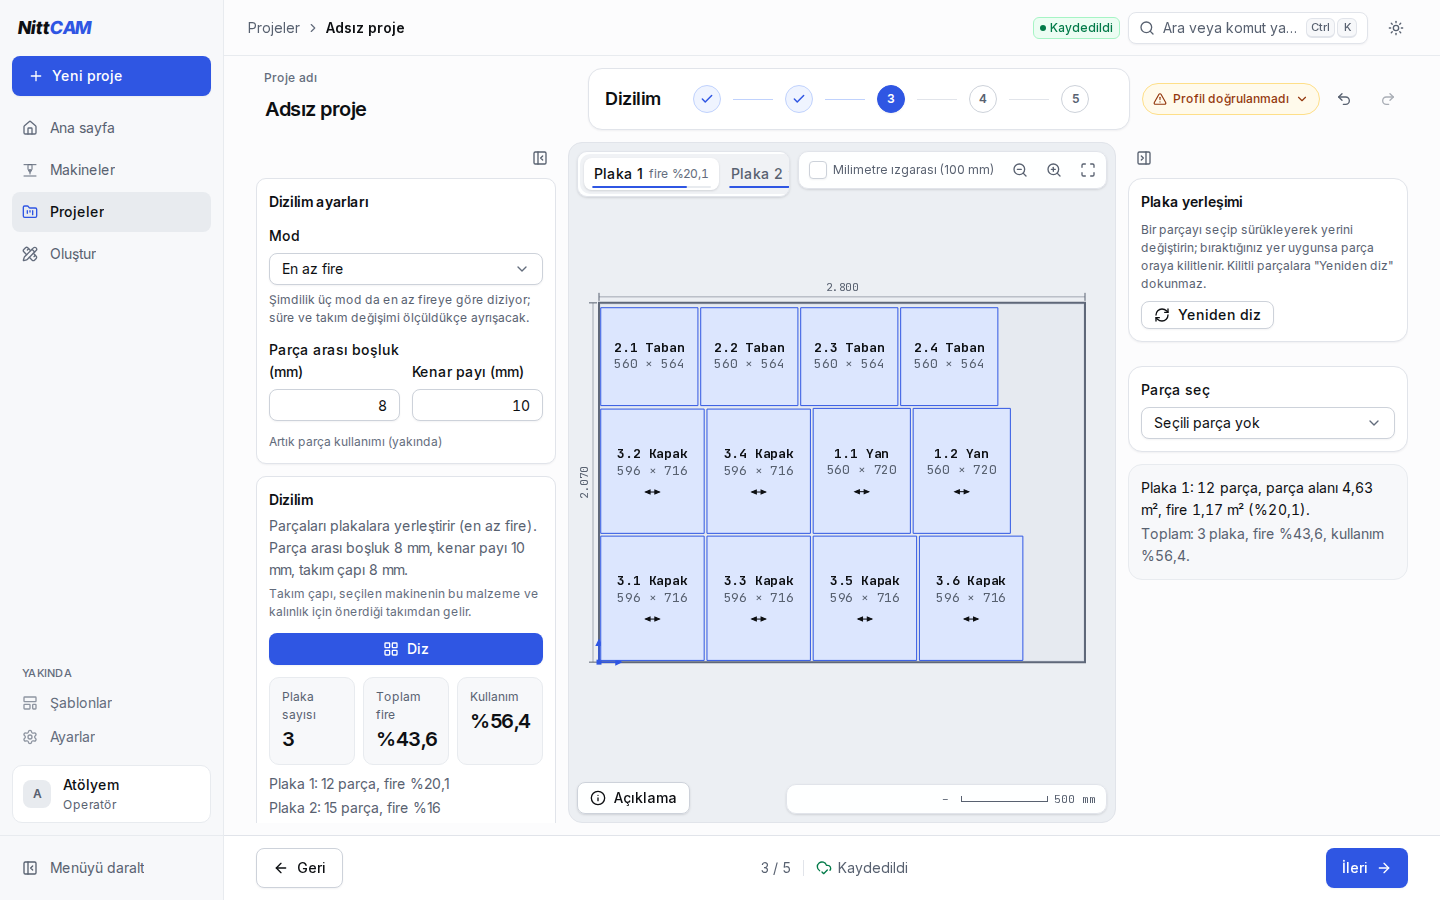 NittCAM
Yeni proje
Ana sayfa
Makineler
Projeler
Oluştur
YAKINDA
Şablonlar
Ayarlar
A
Atölyem
Operatör
Menüyü daralt
Projeler > Adsız proje
Kaydedildi
Ara veya komut ya... Ctrl K
Proje adı
Adsız proje
Dizilim 3 4 5
Profil doğrulanmadı
Dizilim ayarları
Mod
En az fire
Şimdilik üç mod da en az fireye göre diziyor;
süre ve takım değişimi ölçüldükçe ayrışacak.
Parça arası boşluk
(mm)
Kenar payı (mm)
8
10
Artık parça kullanımı (yakında)
Dizilim
Parçaları plakalara yerleştirir (en az fire).
Parça arası boşluk 8 mm, kenar payı 10
mm, takım çapı 8 mm.
Takım çapı, seçilen makinenin bu malzeme ve
kalınlık için önerdiği takımdan gelir.
Diz
Plaka
sayısı
3
Toplam
fire
%43,6
Kullanım
%56,4
Plaka 1: 12 parça, fire %20,1
Plaka 2: 15 parça, fire %16
Plaka 1 fire %20,1
Plaka 2
Milimetre ızgarası (100 mm)
2.800
2.070
2.1 Taban
560 × 564
2.2 Taban
560 × 564
2.3 Taban
560 × 564
2.4 Taban
560 × 564
3.2 Kapak
596 × 716
3.4 Kapak
596 × 716
1.1 Yan
560 × 720
1.2 Yan
560 × 720
3.1 Kapak
596 × 716
3.3 Kapak
596 × 716
3.5 Kapak
596 × 716
3.6 Kapak
596 × 716
Açıklama
– 500 mm
Plaka yerleşimi
Bir parçayı seçip sürükleyerek yerini
değiştirin; bıraktığınız yer uygunsa parça
oraya kilitlenir. Kilitli parçalara "Yeniden diz"
dokunmaz.
Yeniden diz
Parça seç
Seçili parça yok
Plaka 1: 12 parça, parça alanı 4,63
m², fire 1,17 m² (%20,1).
Toplam: 3 plaka, fire %43,6, kullanım
%56,4.
Geri
3 / 5
Kaydedildi
İleri